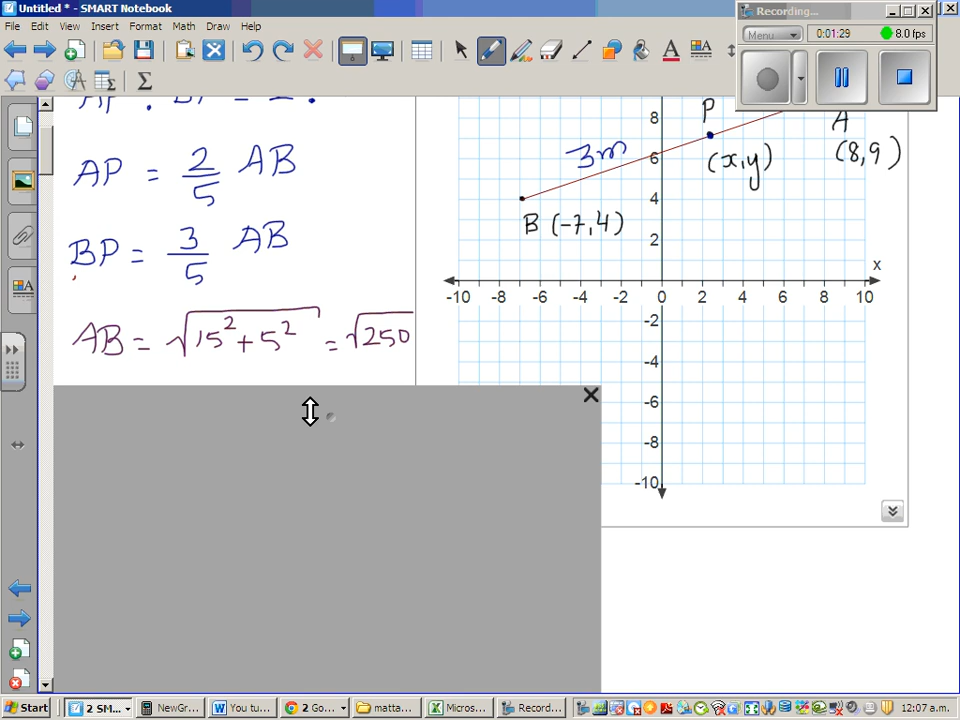 Untitled * - SMART Notebook
File Edit View Insert Format Math Draw Help
Recording...
Menu 0:01:29 8.0 fps
AP = 2/5 AB
BP = 3/5 AB
AB = √15²+5² = √250
8
6
4
2
-2
-4
-6
-8
-10
-10 -8 -6 -4 -2 0 2 4 6 8 10
x
P
(x,y)
A
(8,9)
3m
B (-7,4)
Start 2 SM... NewGr... You tu... 2 Go... matta... Micros... Record... 12:07 a.m.